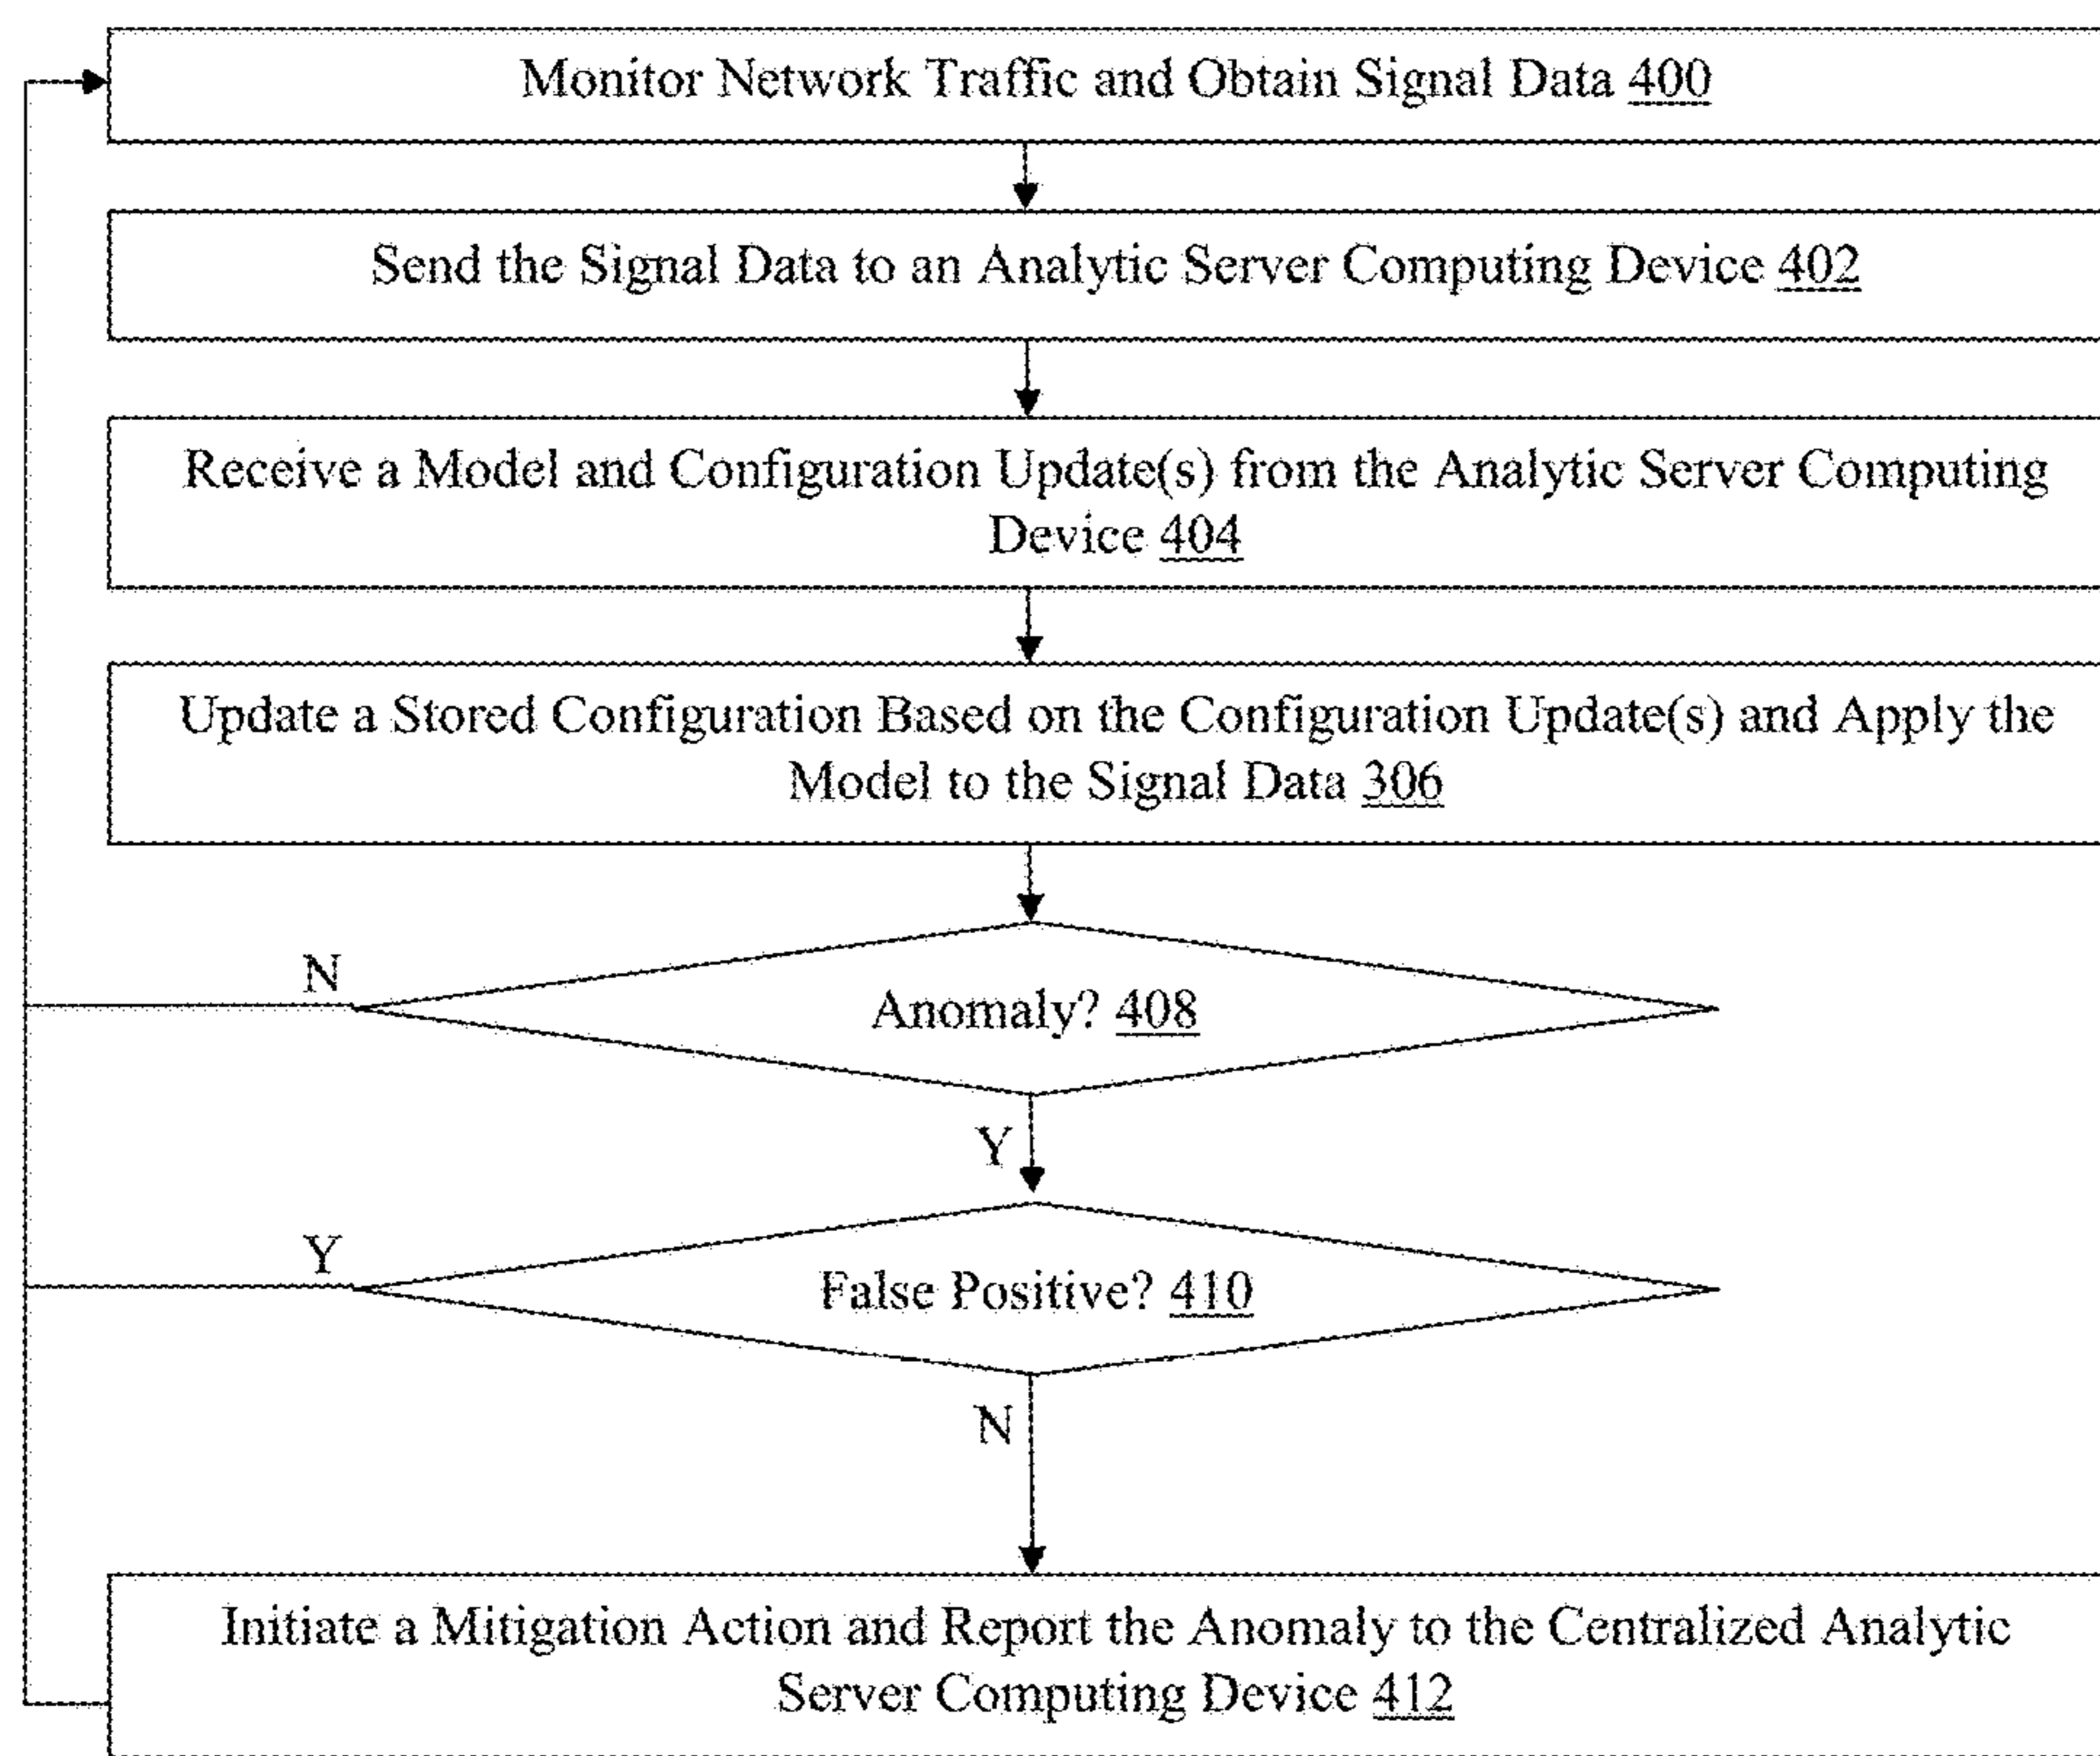 Monitor Network Traffic and Obtain Signal Data 400
Send the Signal Data to an Analytic Server Computing Device 402
Receive a Model and Configuration Update(s) from the Analytic Server Computing
Device 404
Update a Stored Configuration Based on the Configuration Update(s) and Apply the
Model to the Signal Data 306
N
Anomaly? 408
Y
Y
False Positive? 410
N
Initiate a Mitigation Action and Report the Anomaly to the Centralized Analytic
Server Computing Device 412